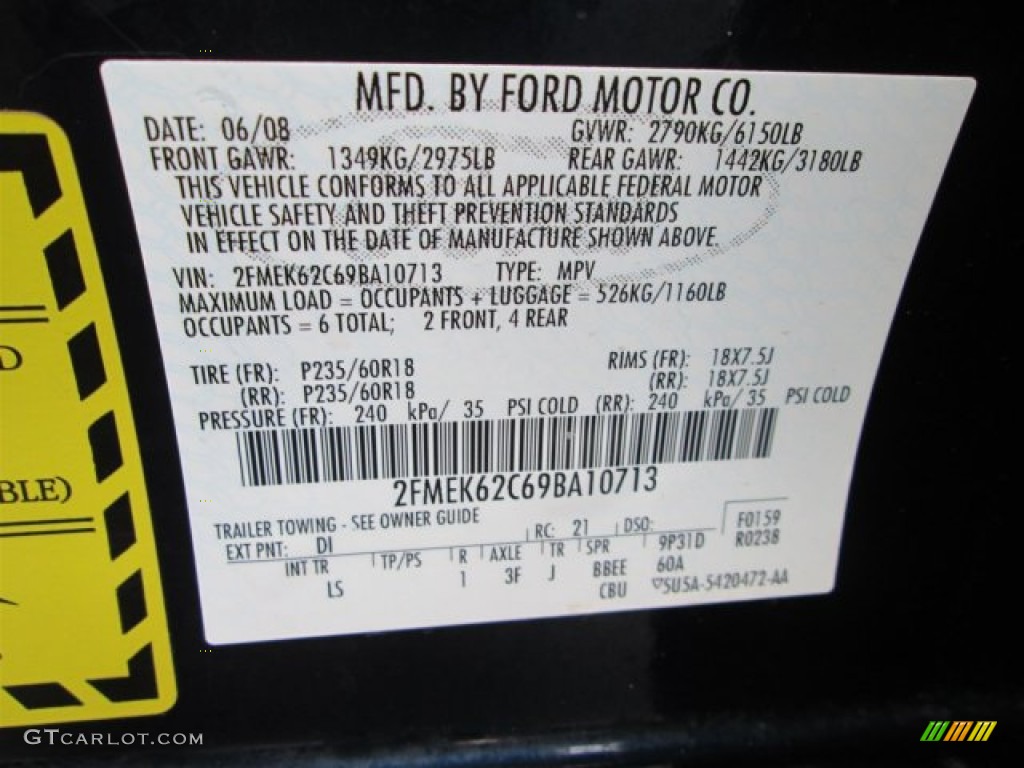 MFD. BY FORD MOTOR CO.
DATE: 06/08 GVWR: 2790KG/6150LB
FRONT GAWR: 1349KG/2975LB REAR GAWR: 1442KG/3180LB
THIS VEHICLE CONFORMS TO ALL APPLICABLE FEDERAL MOTOR
VEHICLE SAFETY AND THEFT PREVENTION STANDARDS
IN EFFECT ON THE DATE OF MANUFACTURE SHOWN ABOVE.
VIN: 2FMEK62C69BA10713 TYPE: MPV
MAXIMUM LOAD = OCCUPANTS + LUGGAGE = 526KG/1160LB
OCCUPANTS = 6 TOTAL; 2 FRONT, 4 REAR
TIRE (FR): P235/60R18 RIMS (FR): 18X7.5J
(RR): P235/60R18 (RR): 18X7.5J
PRESSURE (FR): 240 kPa/ 35 PSI COLD (RR): 240 kPa/ 35 PSI COLD
2FMEK62C69BA10713
TRAILER TOWING - SEE OWNER GUIDE
EXT PNT: DI RC: 21 DSO: F0159
INT TR TP/PS R AXLE TR SPR 9P31D R0238
LS 1 3F J BBEE 60A
CBU 5U5A-5420472-AA
D
BLE)
GTCARLOT.COM